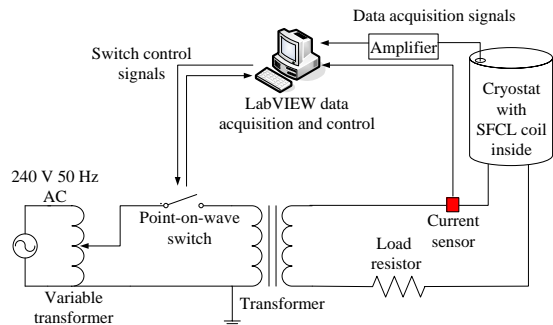 Data acquisition signals
Switch control
signals
Amplifier
LabVIEW data
acquisition and control
Cryostat
with
SFCL coil
inside
240 V 50 Hz
AC
Point-on-wave
switch
Current
sensor
Load
resistor
Variable
transformer
Transformer